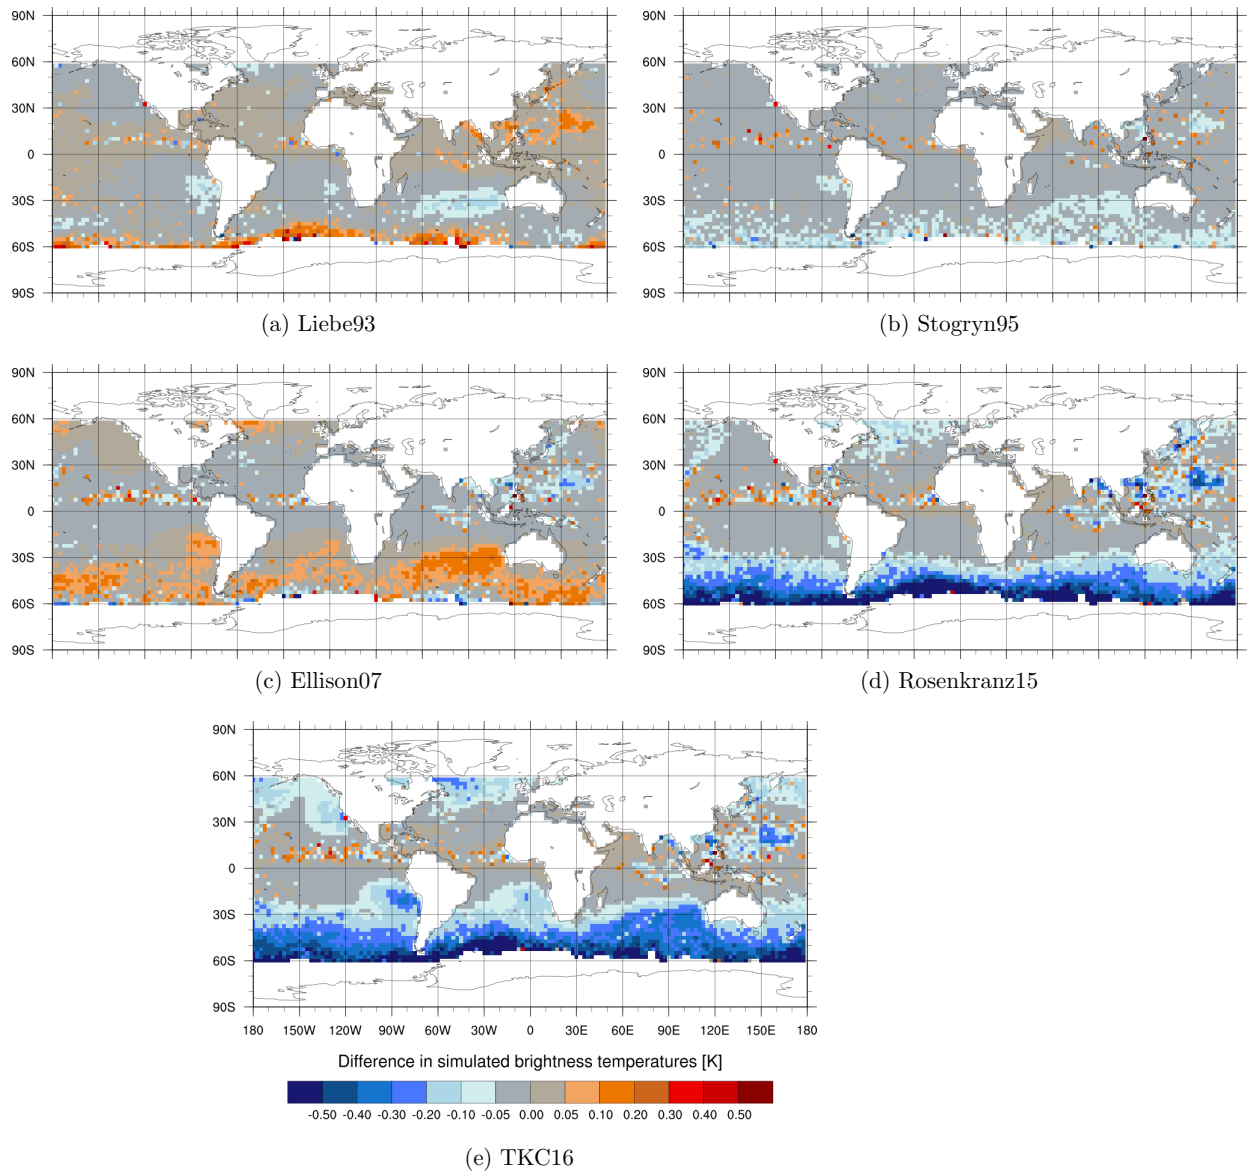 90N
60N
30N
0
30S
60S
90S
(a) Liebe93
90N
60N
30N
0
30S
60S
90S
(b) Stogryn95
90N
60N
30N
0
30S
60S
90S
(c) Ellison07
90N
60N
30N
0
30S
60S
90S
(d) Rosenkranz15
90N
60N
30N
0
30S
60S
90S
180 150W 120W 90W 60W 30W 0 30E 60E 90E 120E 150E 180
Difference in simulated brightness temperatures [K]
-0.50 -0.40 -0.30 -0.20 -0.10 -0.05 0.00 0.05 0.10 0.20 0.30 0.40 0.50
(e) TKC16